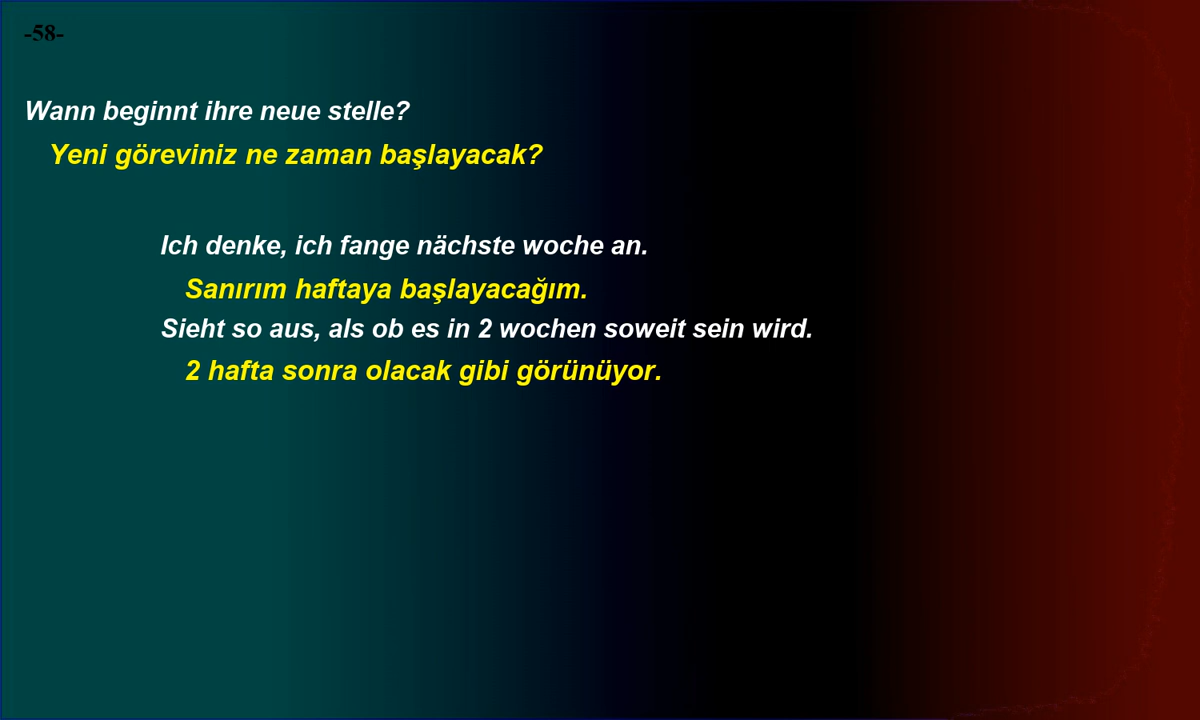 -58-
Wann beginnt ihre neue stelle?
Yeni göreviniz ne zaman başlayacak?
Ich denke, ich fange nächste woche an.
Sanırım haftaya başlayacağım.
Sieht so aus, als ob es in 2 wochen soweit sein wird.
2 hafta sonra olacak gibi görünüyor.